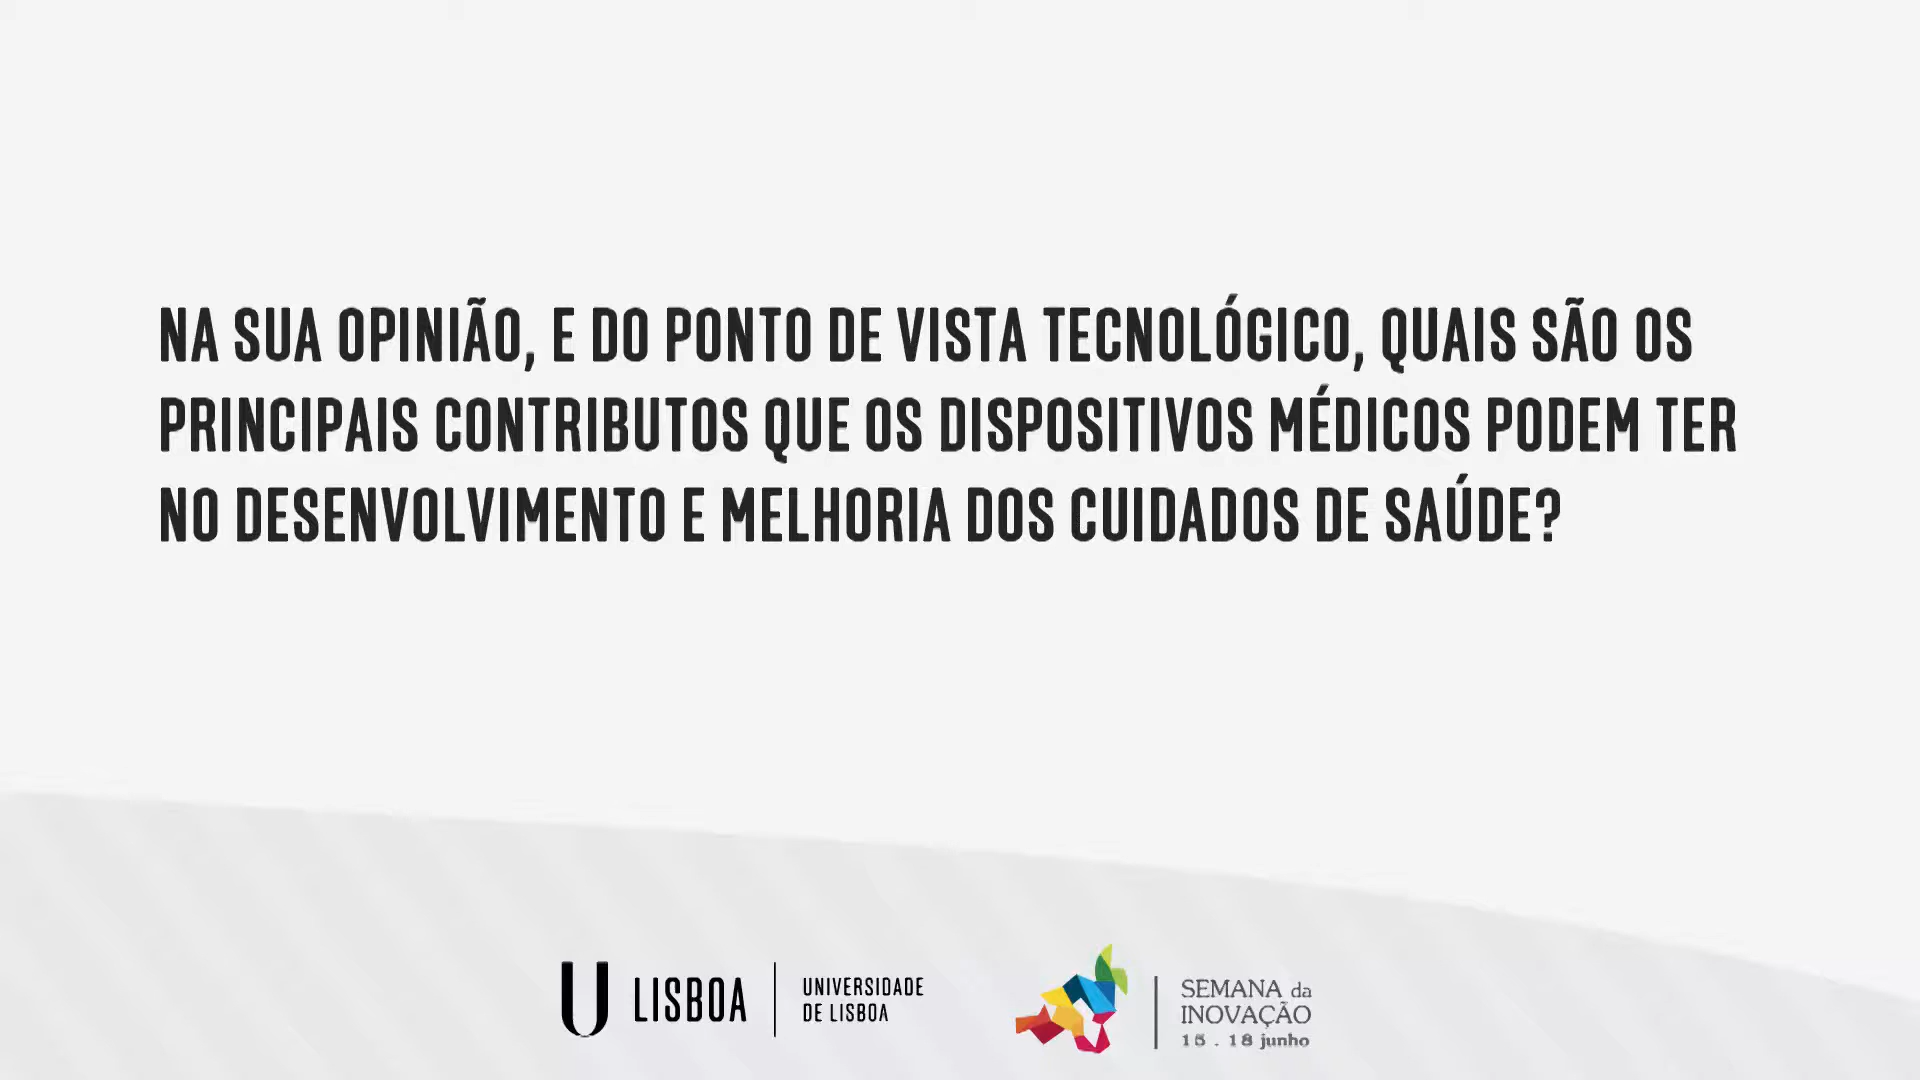 NA SUA OPINIÃO, E DO PONTO DE VISTA TECNOLÓGICO, QUAIS SÃO OS
PRINCIPAIS CONTRIBUTOS QUE OS DISPOSITIVOS MÉDICOS PODEM TER
NO DESENVOLVIMENTO E MELHORIA DOS CUIDADOS DE SAÚDE?
U LISBOA
UNIVERSIDADE
DE LISBOA
SEMANA da
INOVAÇÃO
15 . 18 junho